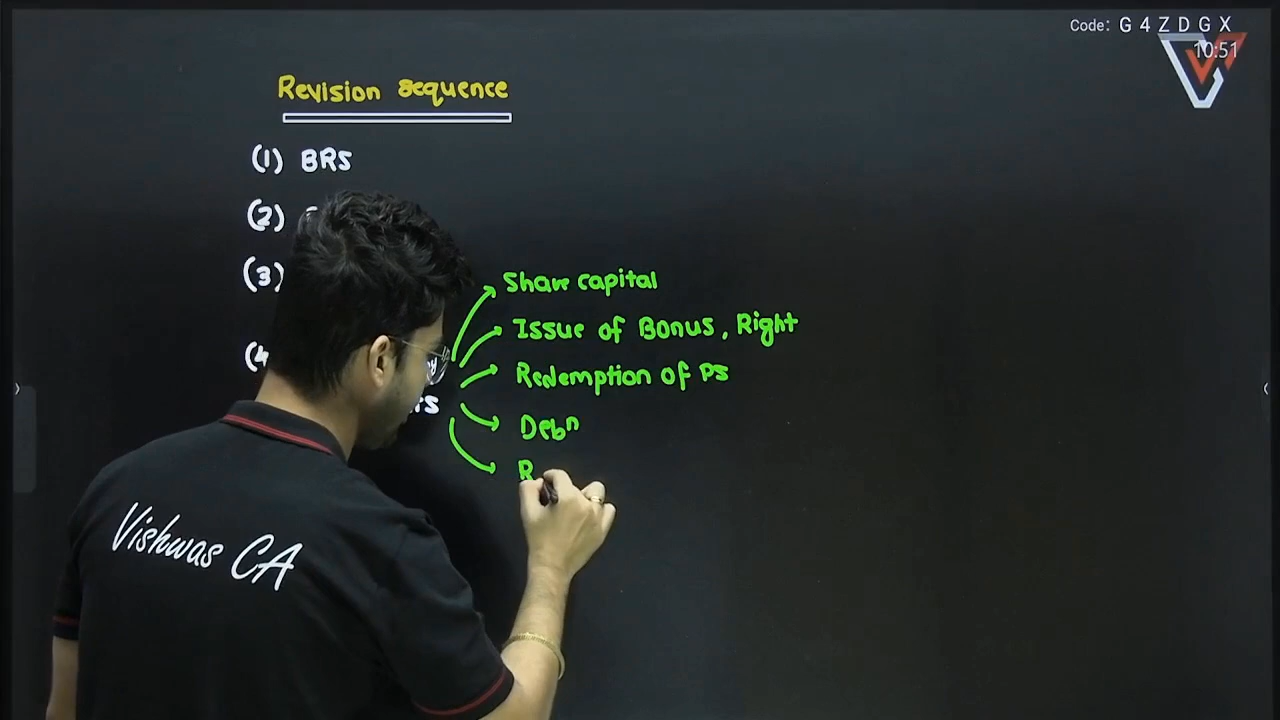 Code: G 4 Z D G X
10:51
Revision sequence
(1) BRS
(2)
(3)
Share capital
Issue of Bonus, Right
(4
Redemption of PS
Debn
R
Vishwas CA